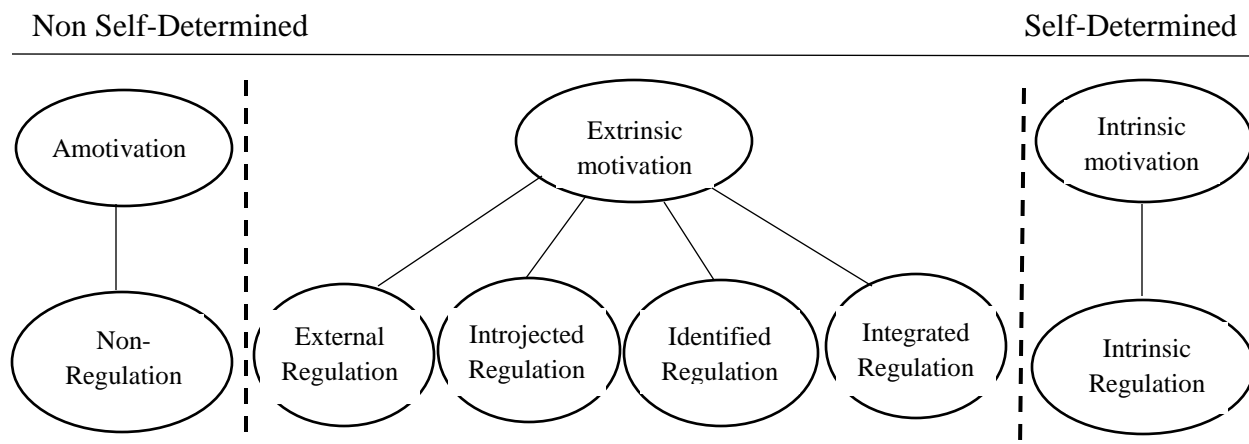 Non Self-Determined
Self-Determined
Amotivation
Extrinsic
motivation
Intrinsic
motivation
Non-
Regulation
External
Regulation
Introjected
Regulation
Identified
Regulation
Integrated
Regulation
Intrinsic
Regulation